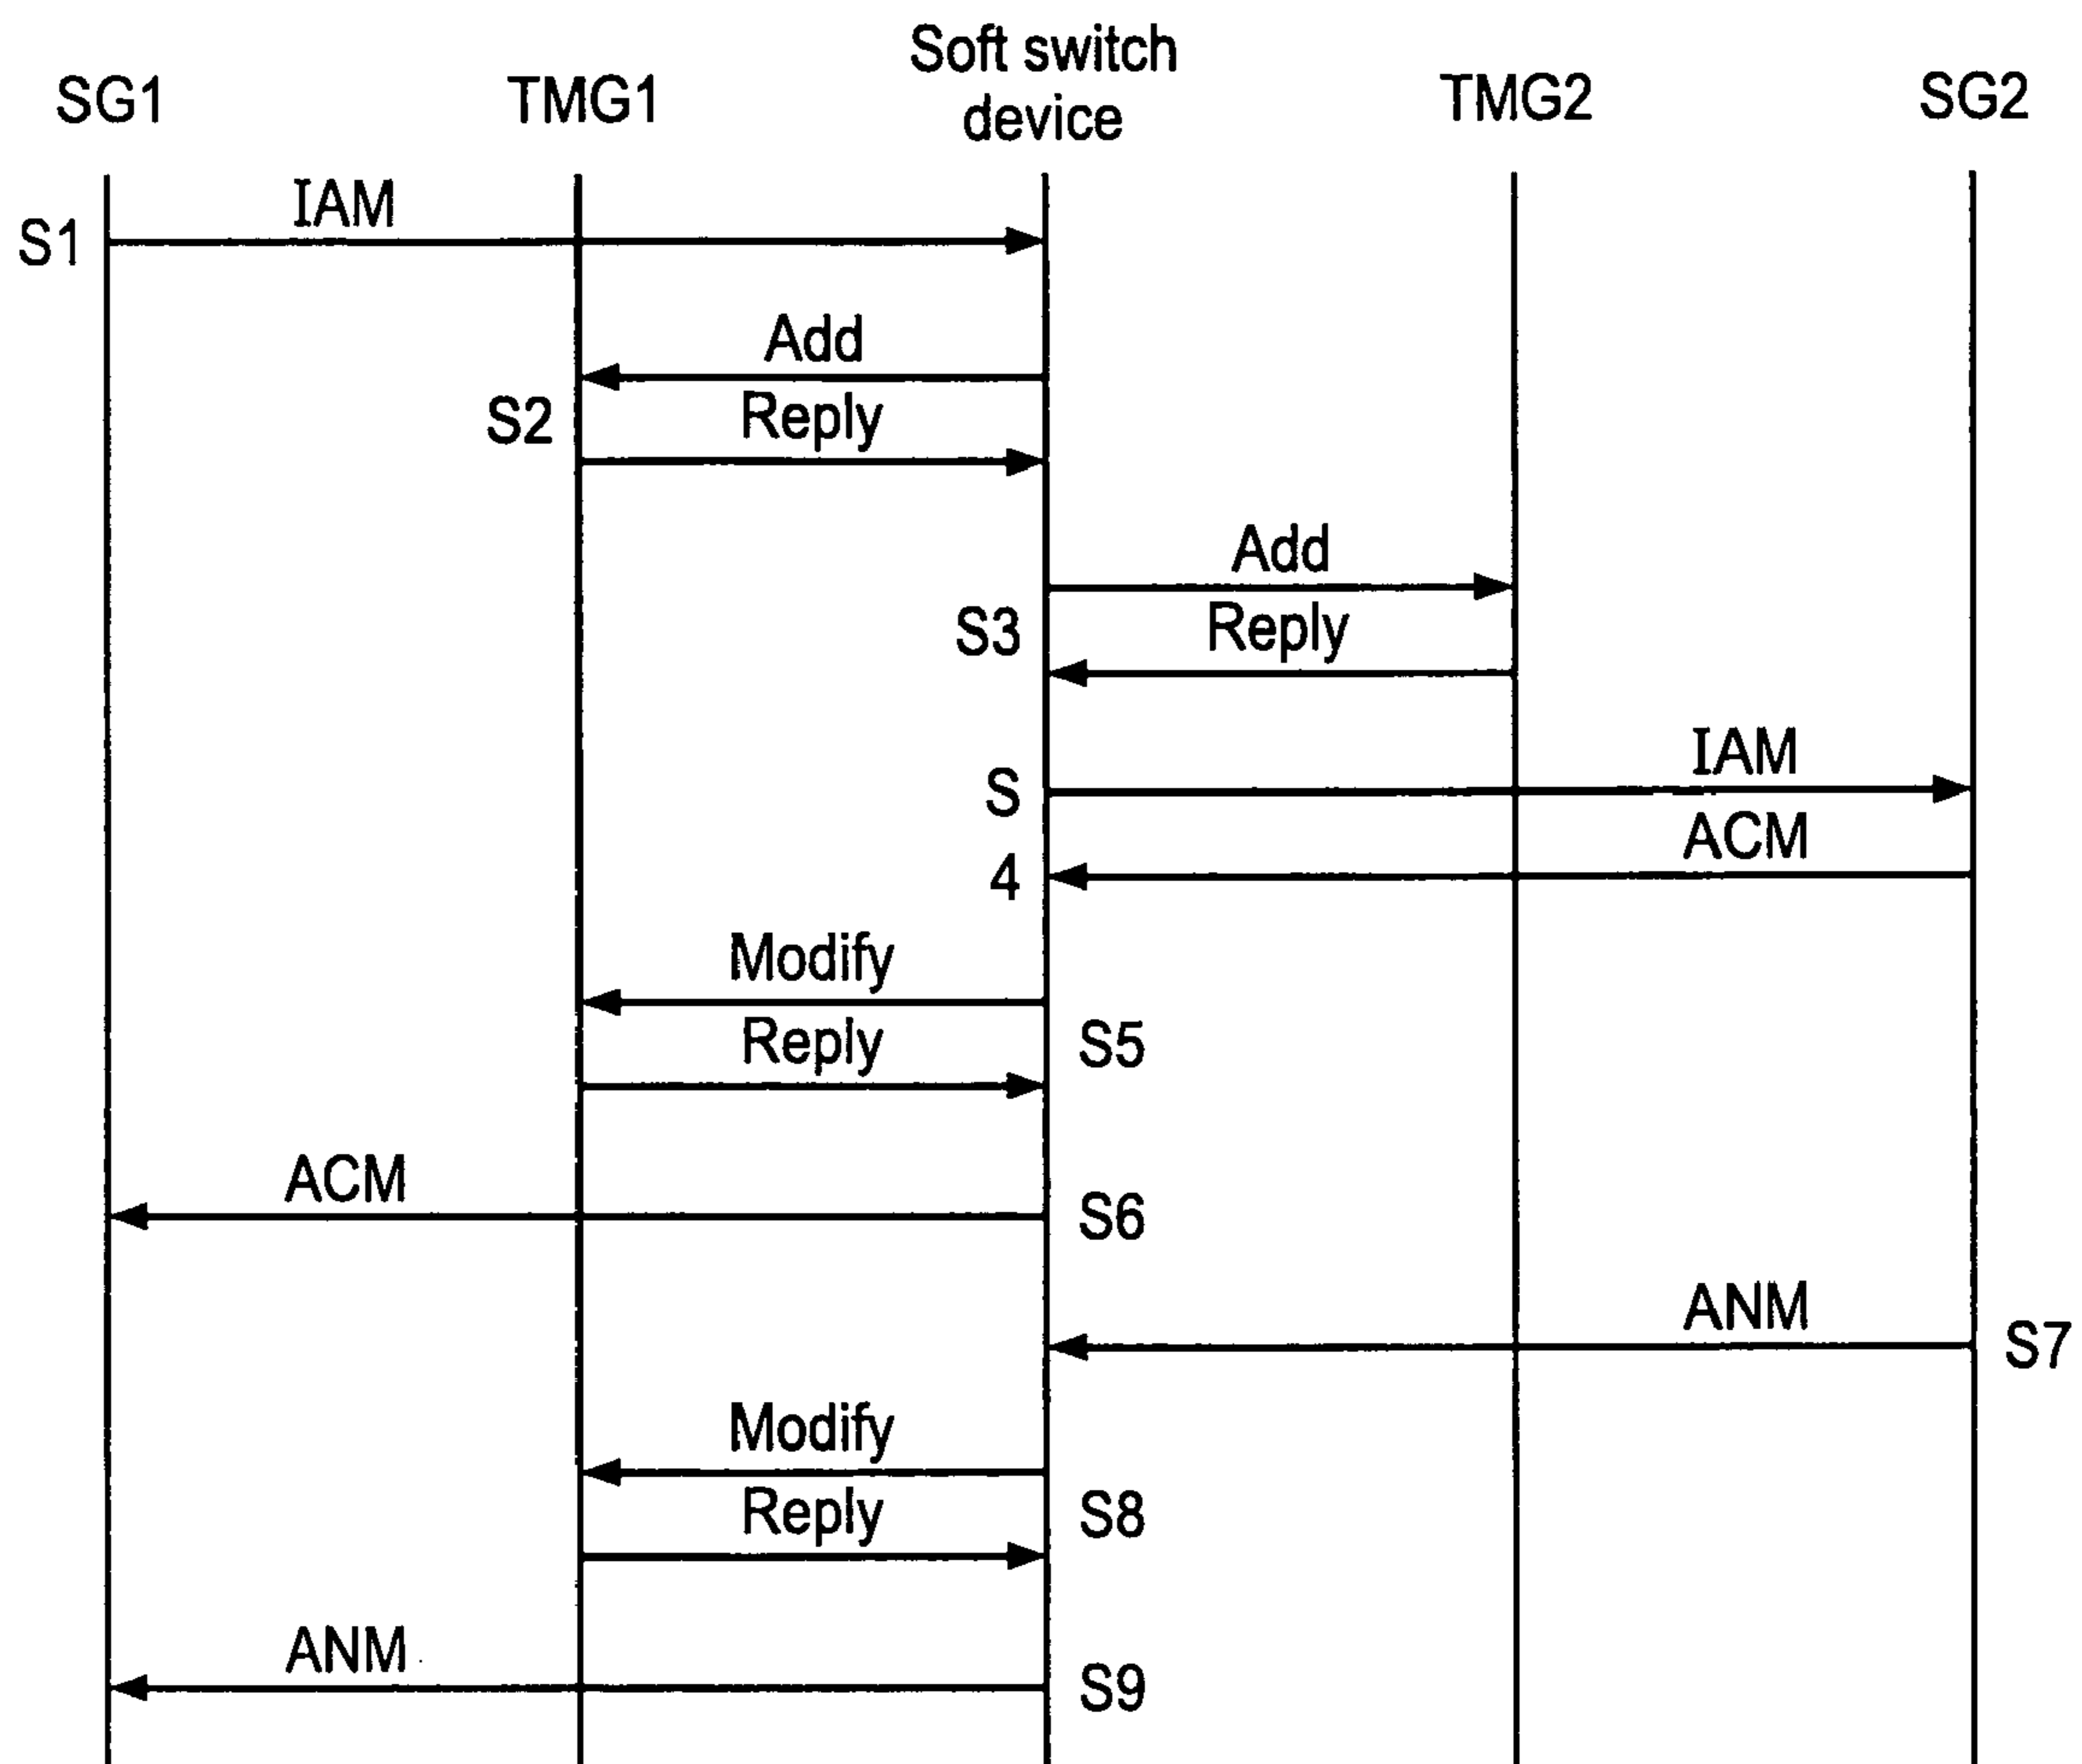 Soft switch
device
SG1
TMG1
TMG2
SG2
IAM
S1
Add
S2
Reply
Add
S3
Reply
IAM
S
ACM
4
Modify
Reply
S5
ACM
S6
ANM
S7
Modify
Reply
S8
ANM
S9